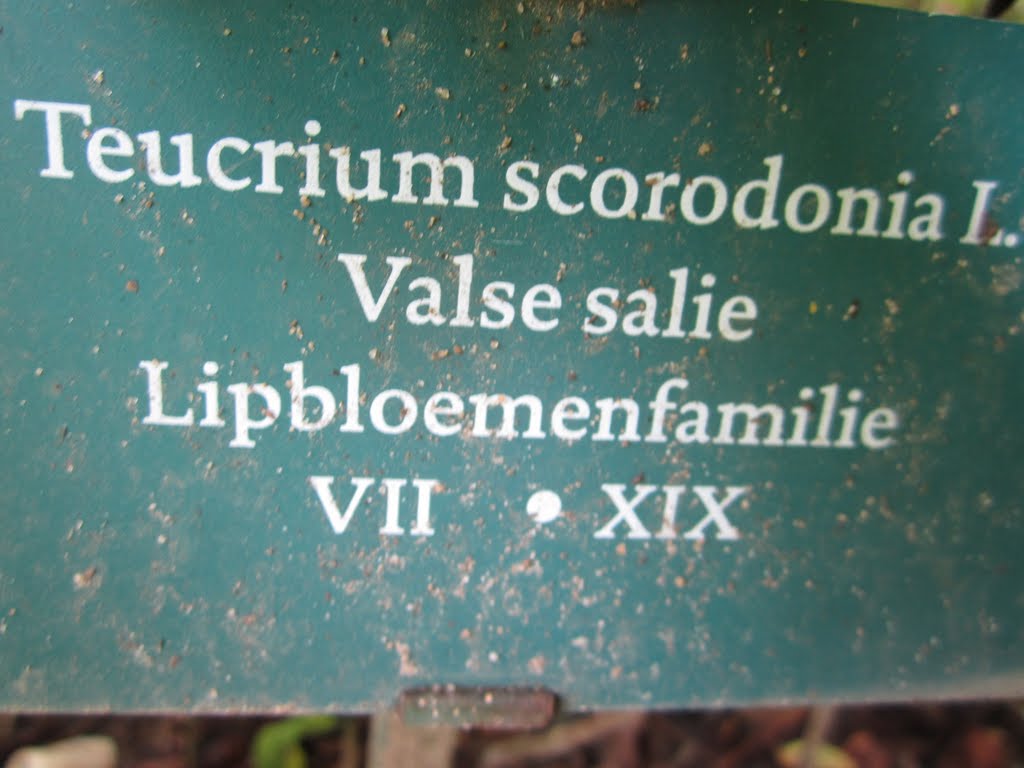 Teucrium scorodonia L.
Valse salie
Lipbloemenfamilie
VII • XIX